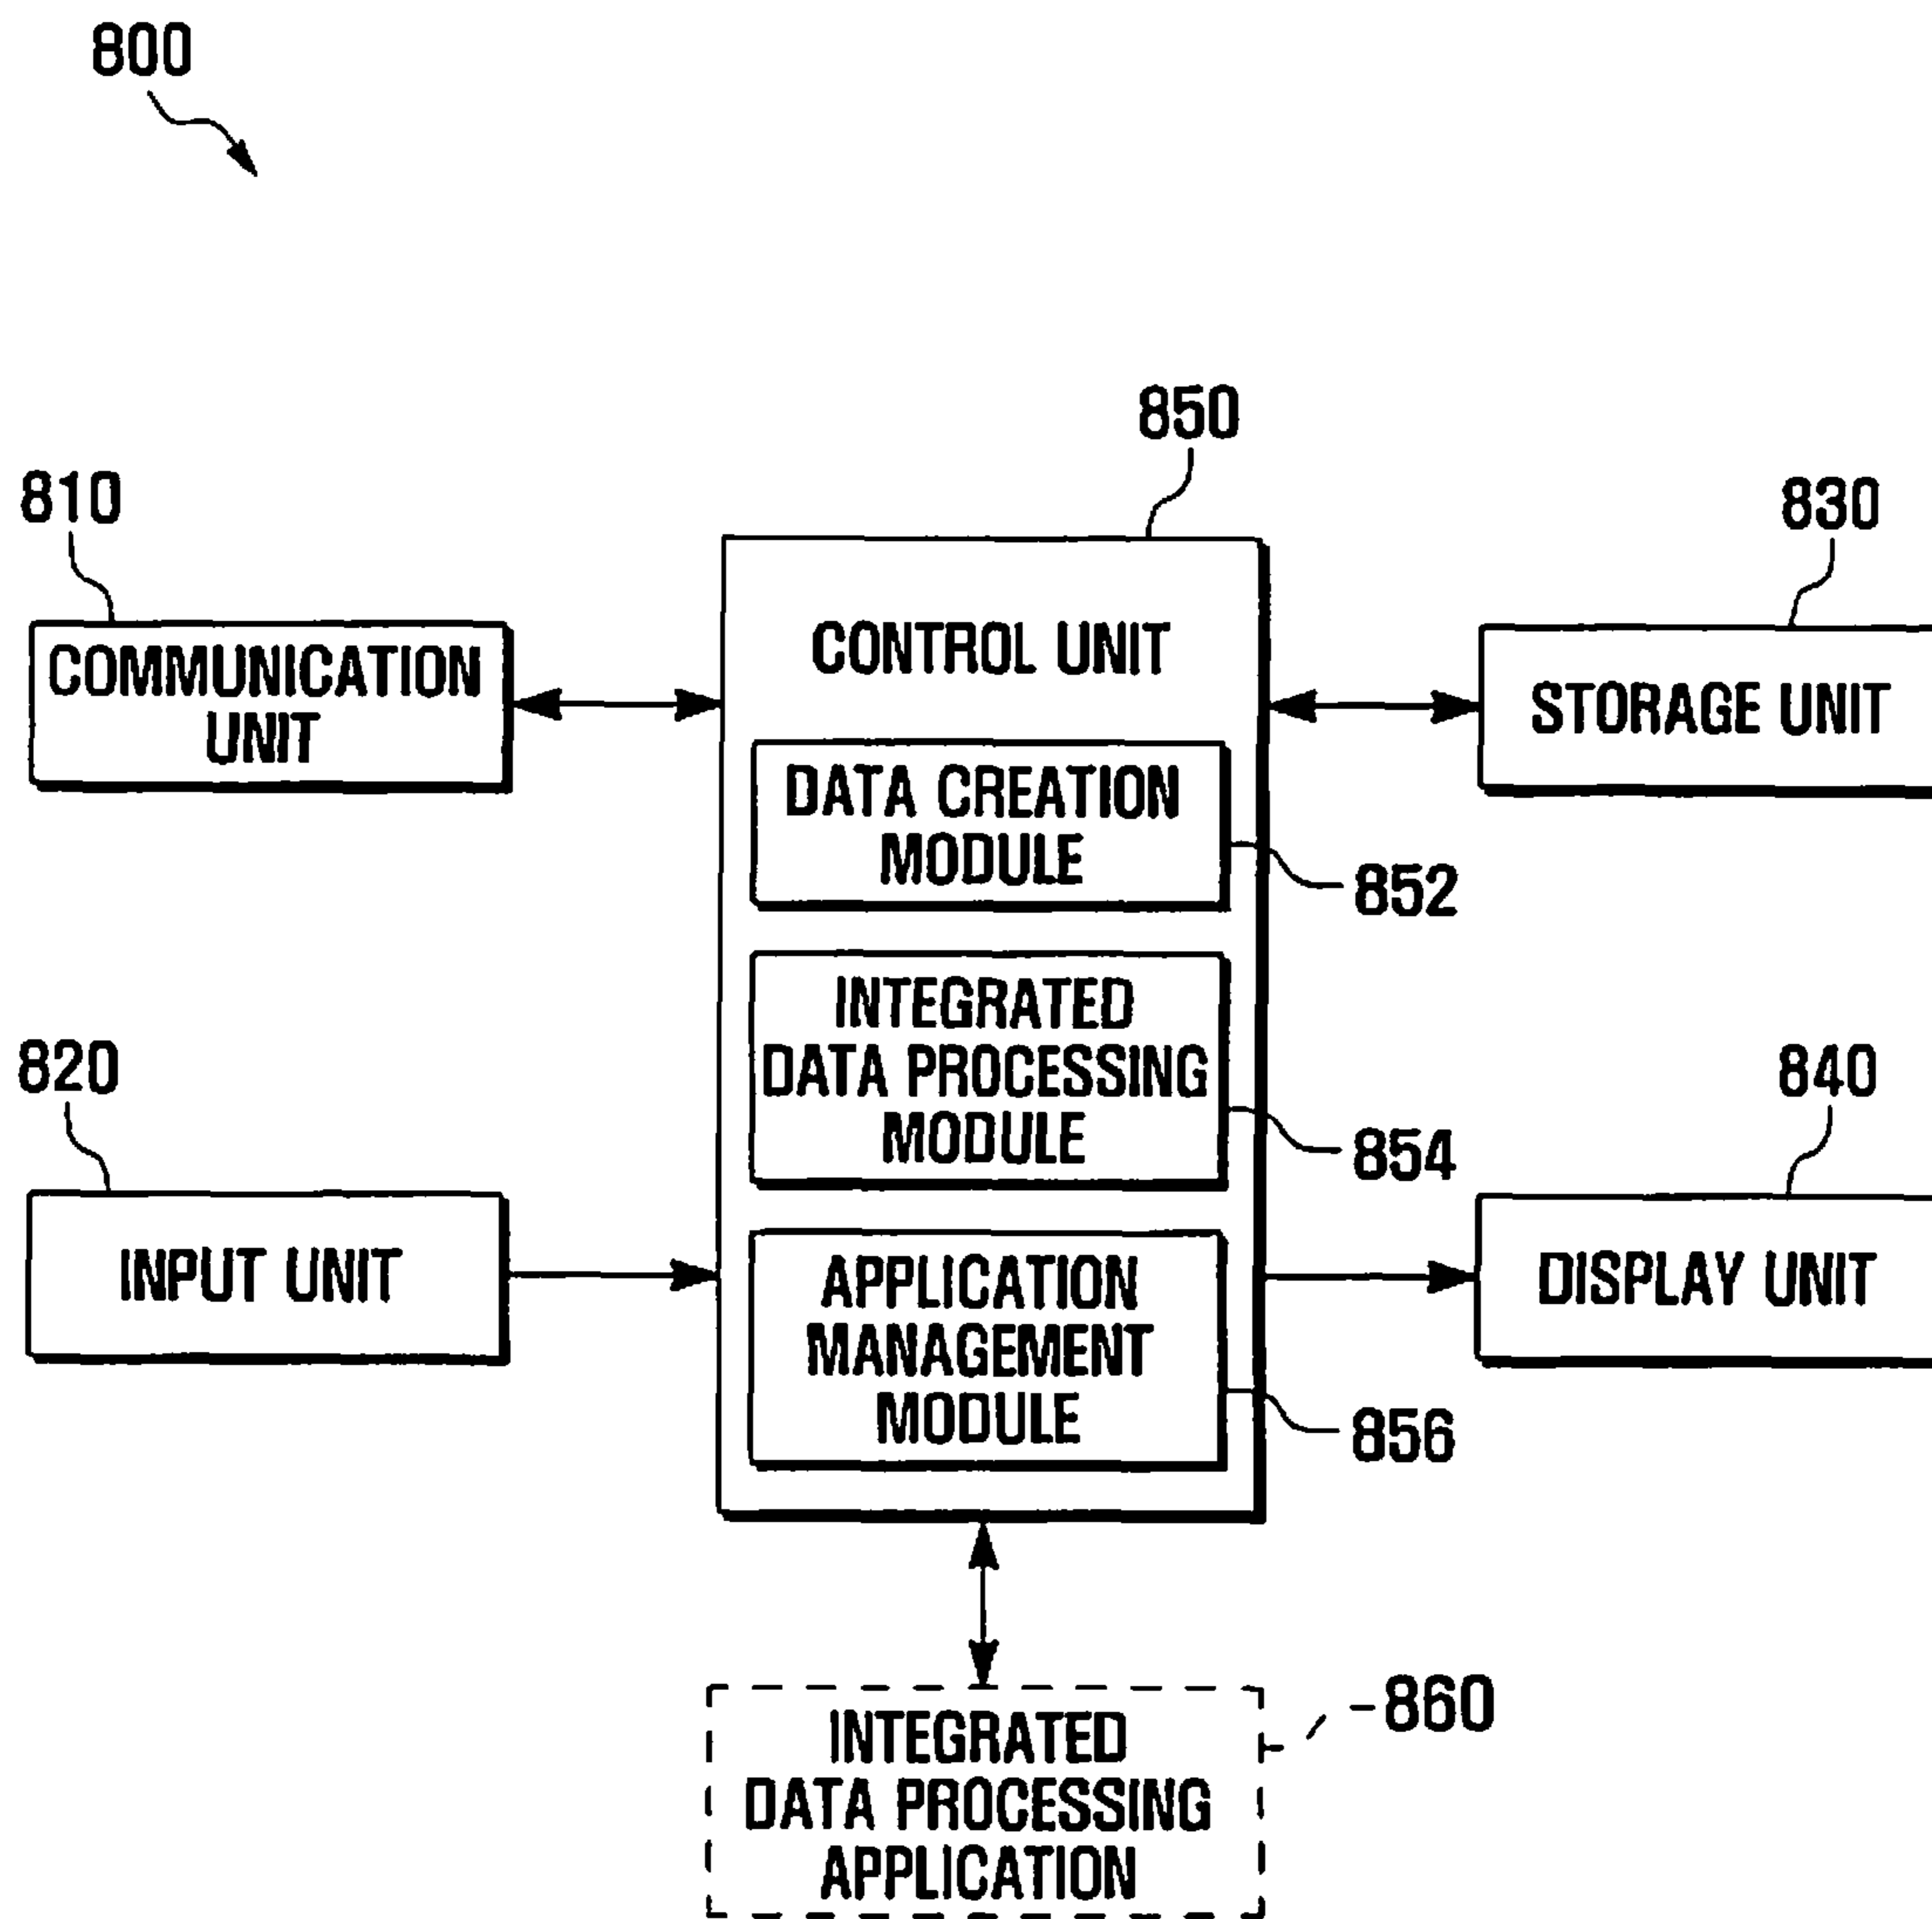 800
850
810
830
COMMUNICATION
UNIT
CONTROL UNIT
STORAGE UNIT
DATA CREATION
MODULE
852
INTEGRATED
DATA PROCESSING
MODULE
854
820
840
INPUT UNIT
APPLICATION
MANAGEMENT
MODULE
856
DISPLAY UNIT
860
INTEGRATED
DATA PROCESSING
APPLICATION